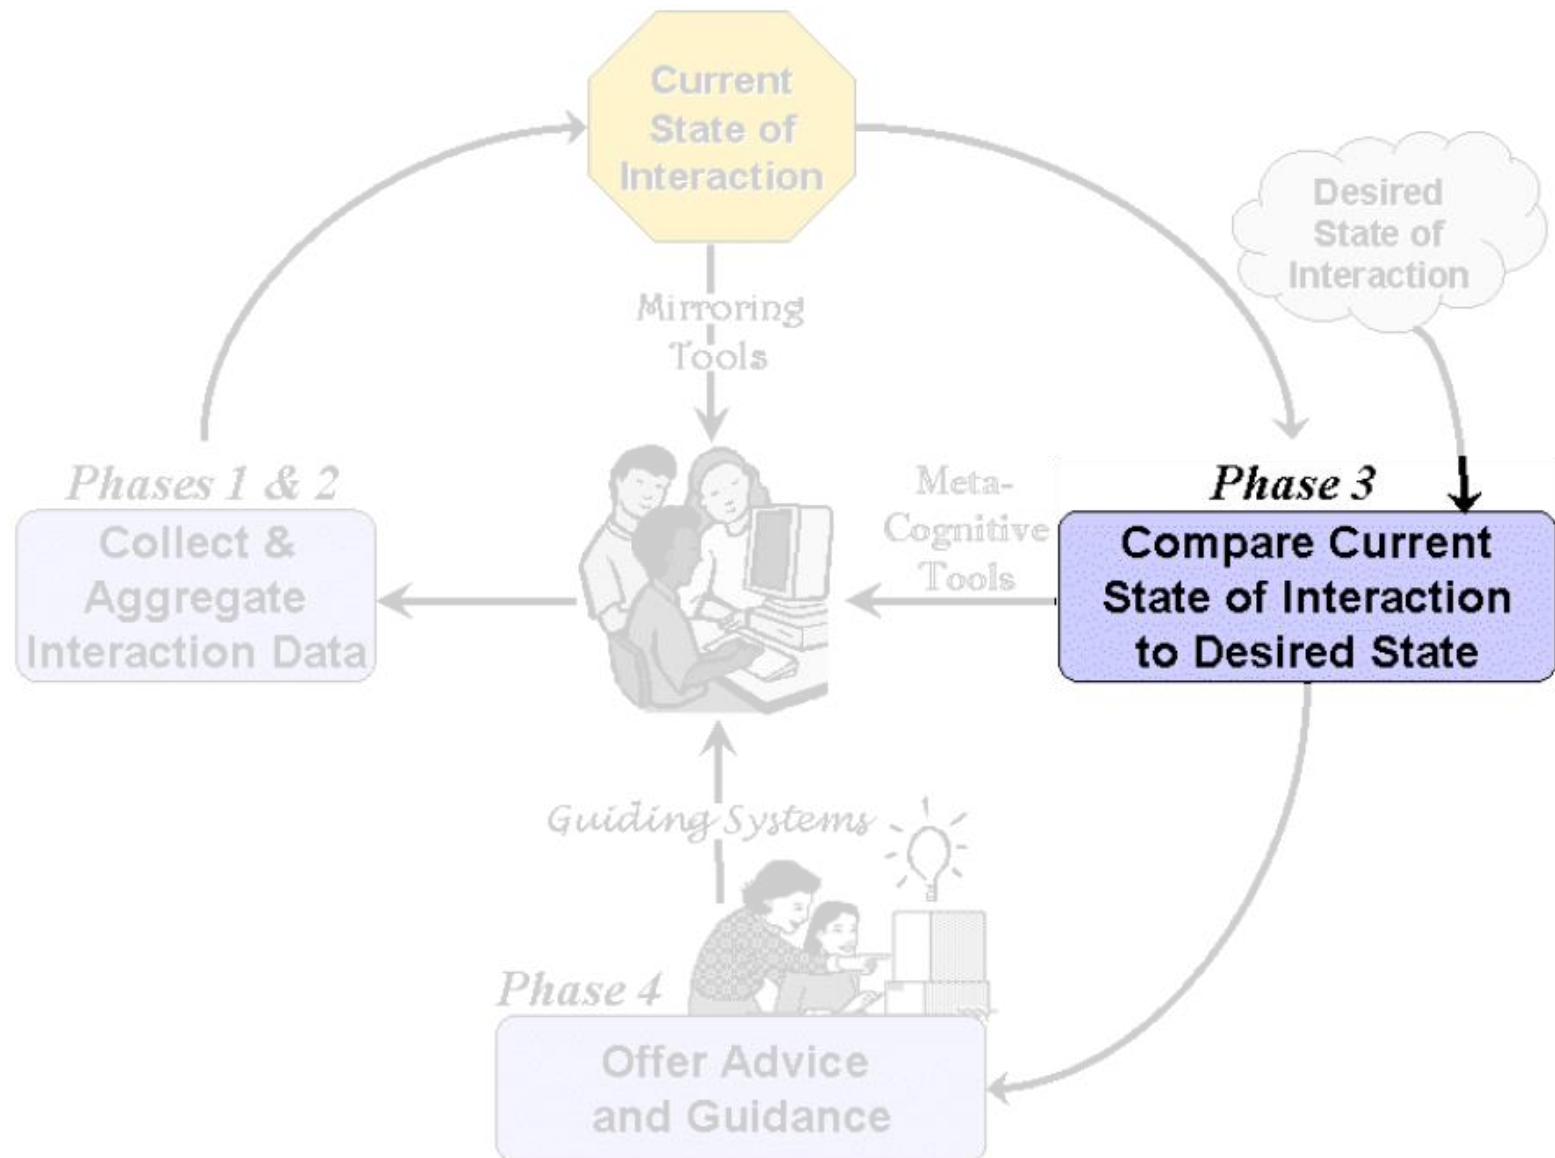 Current
State of
Interaction
Desired
State of
Interaction
Mirroring
Tools
Phases 1 & 2
Collect &
Aggregate
Interaction Data
Meta-
Cognitive
Tools
Phase 3
Compare Current
State of Interaction
to Desired State
Guiding Systems
Phase 4
Offer Advice
and Guidance